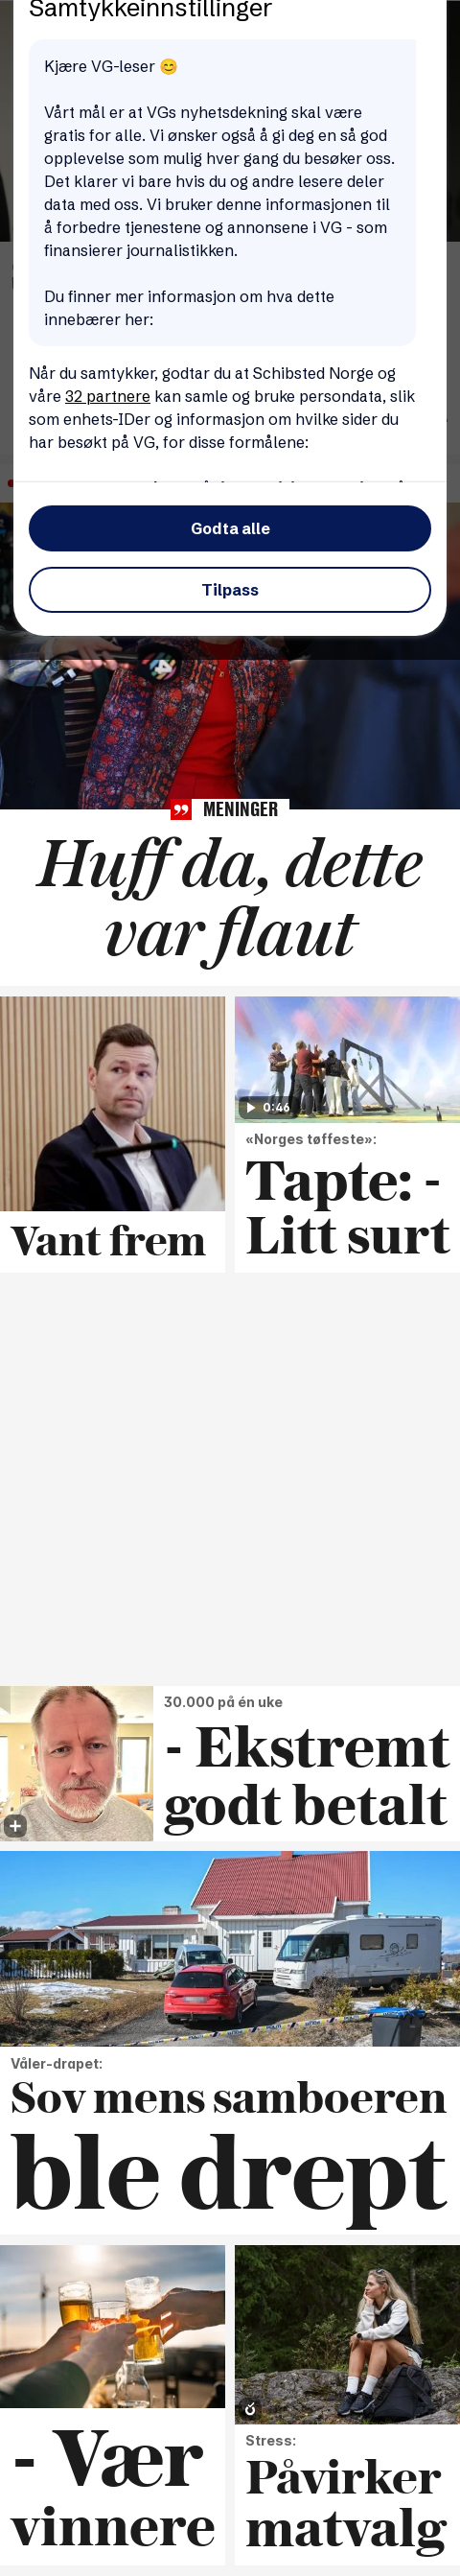 Samtykkeinnstillinger
Kjære VG-leser 😊
Vårt mål er at VGs nyhetsdekning skal være
gratis for alle. Vi ønsker også å gi deg en så god
opplevelse som mulig hver gang du besøker oss.
Det klarer vi bare hvis du og andre lesere deler
data med oss. Vi bruker denne informasjonen til
å forbedre tjenestene og annonsene i VG - som
finansierer journalistikken.
Du finner mer informasjon om hva dette
innebærer her:
Når du samtykker, godtar du at Schibsted Norge og
våre 32 partnere kan samle og bruke persondata, slik
som enhets-IDer og informasjon om hvilke sider du
har besøkt på VG, for disse formålene:
Godta alle
Tilpass
MENINGER
Huff da, dette
var flaut
Vant frem
0:46
«Norges tøffeste»:
Tapte: -
Litt surt
30.000 på én uke
- Ekstremt
godt betalt
Våler-drapet:
Sov mens samboeren
ble drept
- Vær
vinnere
Stress:
Påvirker
matvalg